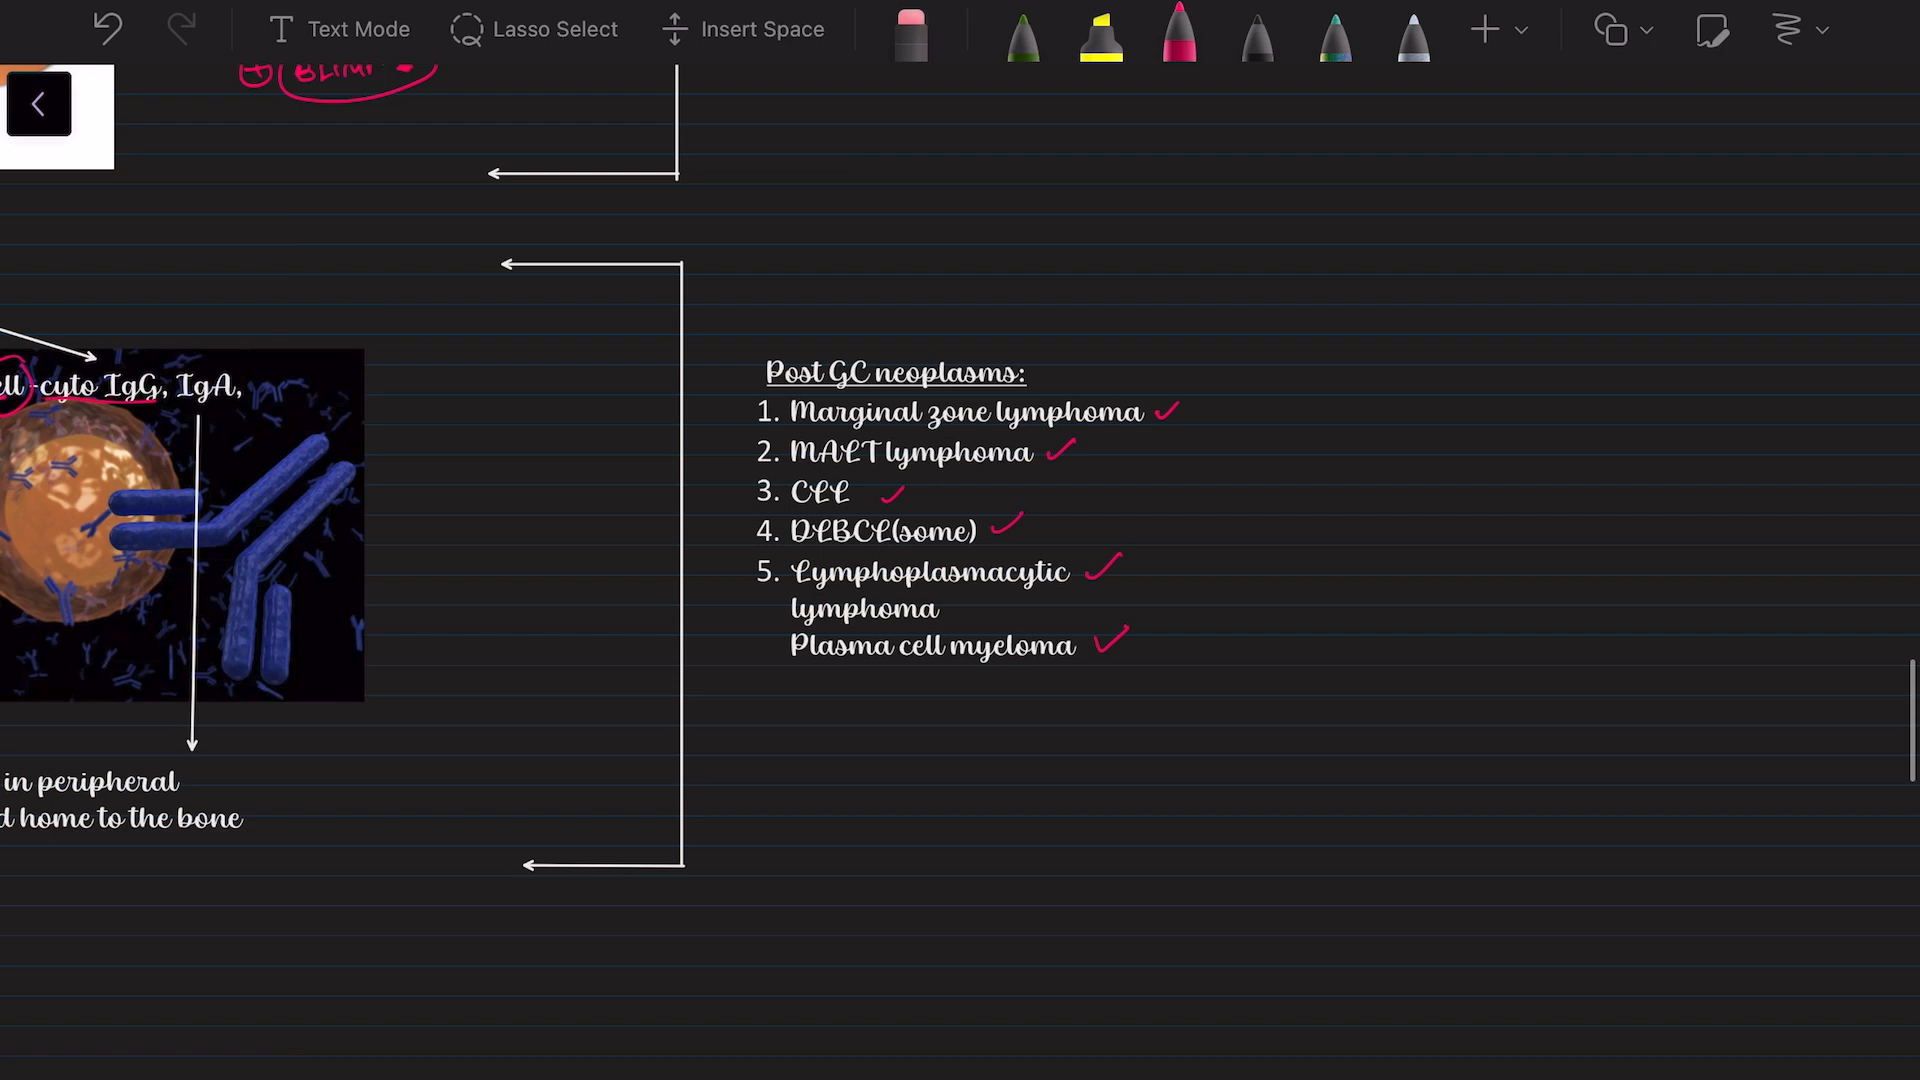 Text Mode
Lasso Select
Insert Space
ell-cyto IgG, IgA,
in peripheral
d home to the bone
Post GC neoplasms:
1. Marginal zone lymphoma
2. MALT lymphoma
3. CLL
4. DLBCL(some)
5. Lymphoplasmacytic
lymphoma
Plasma cell myeloma